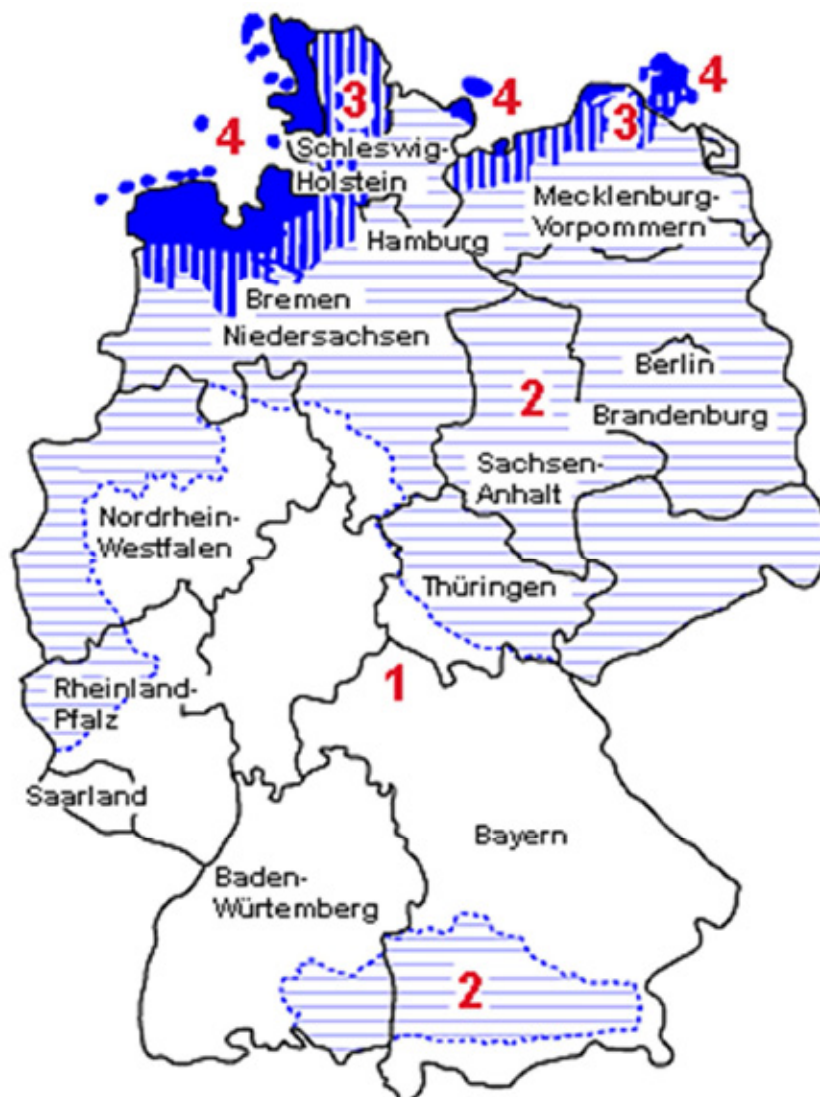 4
3
4
4
3
Schleswig-
Holstein
Mecklenburg-
Vorpommern
Hamburg
Bremen
Niedersachsen
Berlin
2
Brandenburg
Sachsen-
Anhalt
Nordrhein-
Westfalen
Thüringen
1
Rheinland-
Pfalz
Saarland
Bayern
Baden-
Würtemberg
2